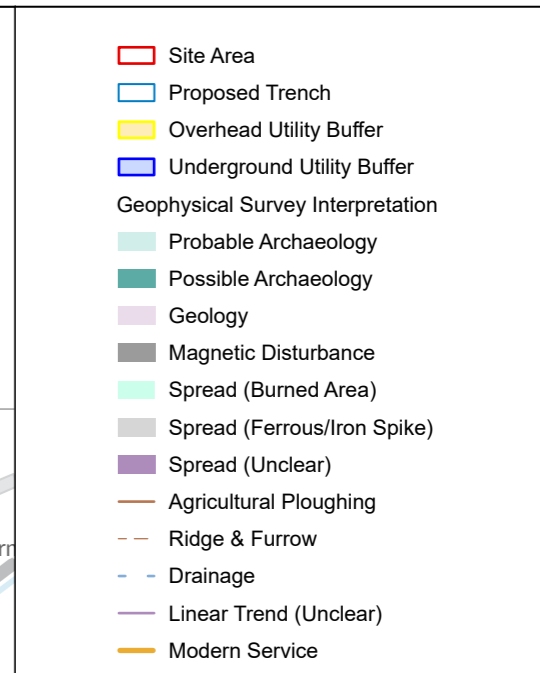 Site Area
Proposed Trench
Overhead Utility Buffer
Underground Utility Buffer
Geophysical Survey Interpretation
Probable Archaeology
Possible Archaeology
Geology
Magnetic Disturbance
Spread (Burned Area)
Spread (Ferrous/Iron Spike)
Spread (Unclear)
Agricultural Ploughing
Ridge & Furrow
Drainage
Linear Trend (Unclear)
Modern Service